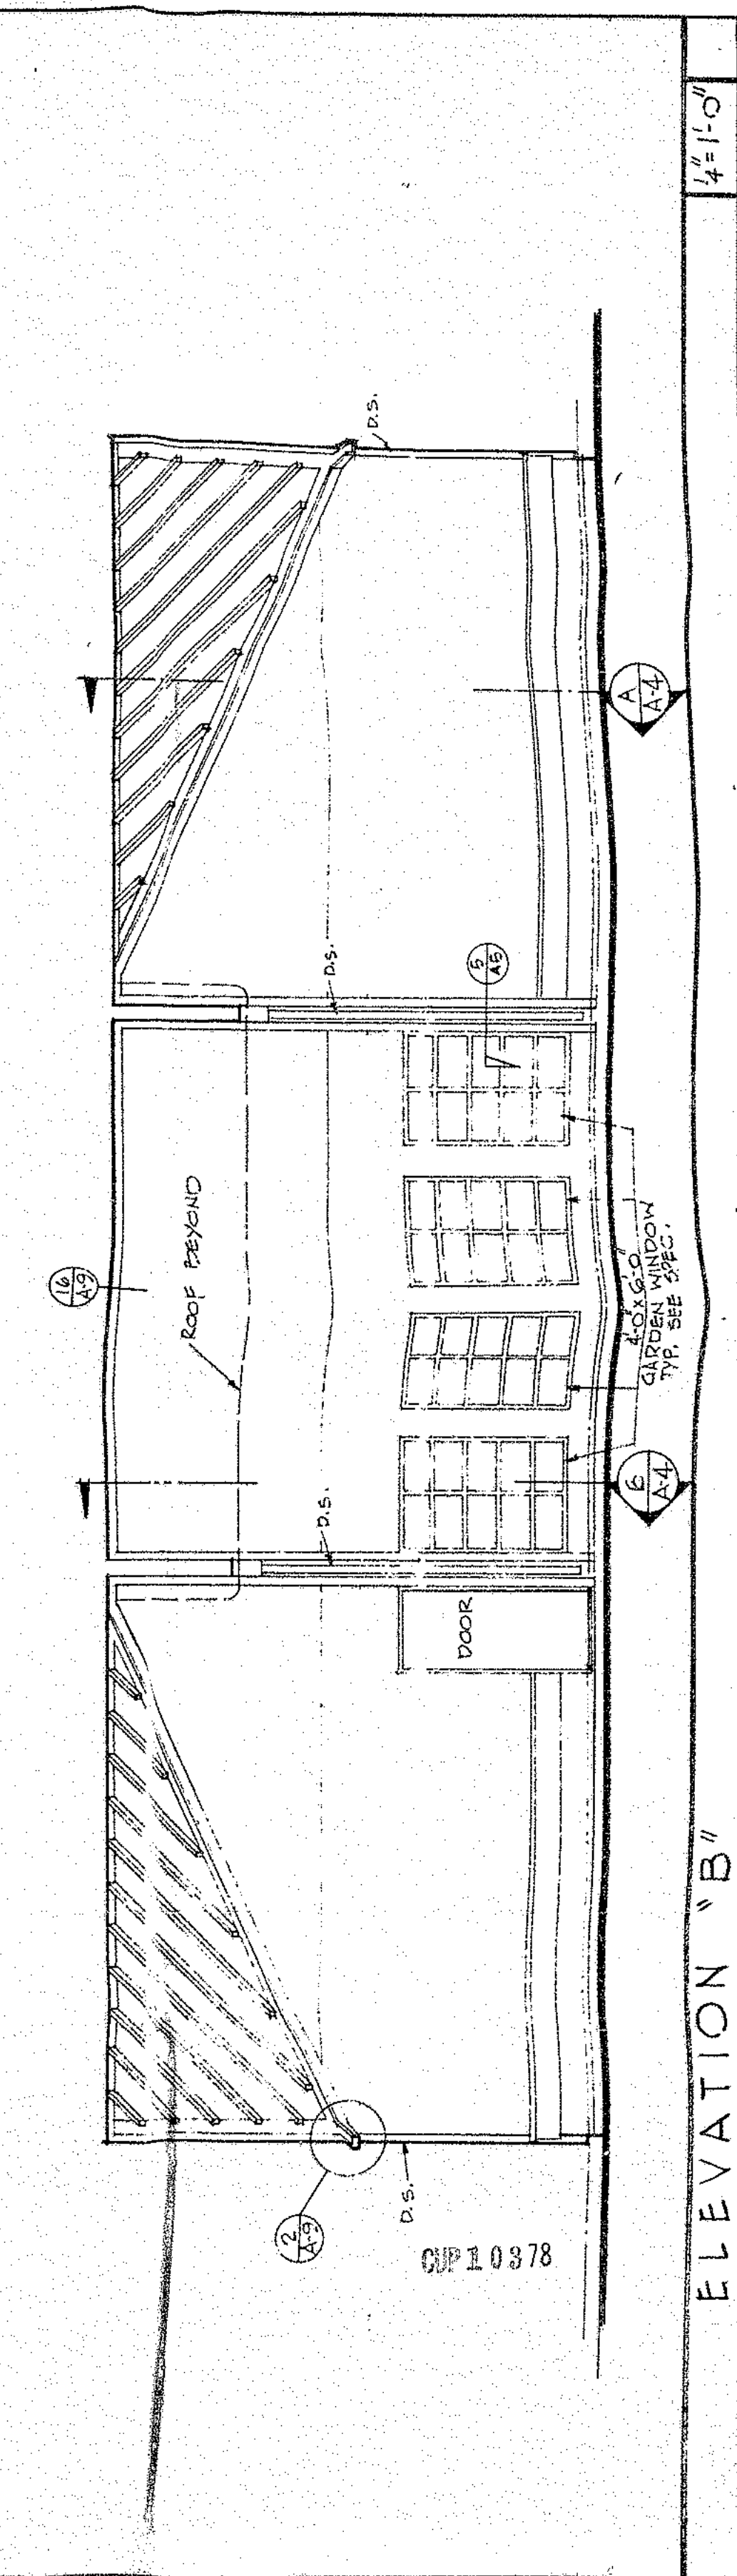 16
A-9
ROOF BEYOND
D.S.
D.S.
D.S.
D.S.
2
A-9
5
A5
DOOR
4'-0" x 6'-0"
GARDEN WINDOW
TYP. SEE SPEC.
A
A-4
A-4
CUP 10378
ELEVATION "B"
1/4" = 1'-0"